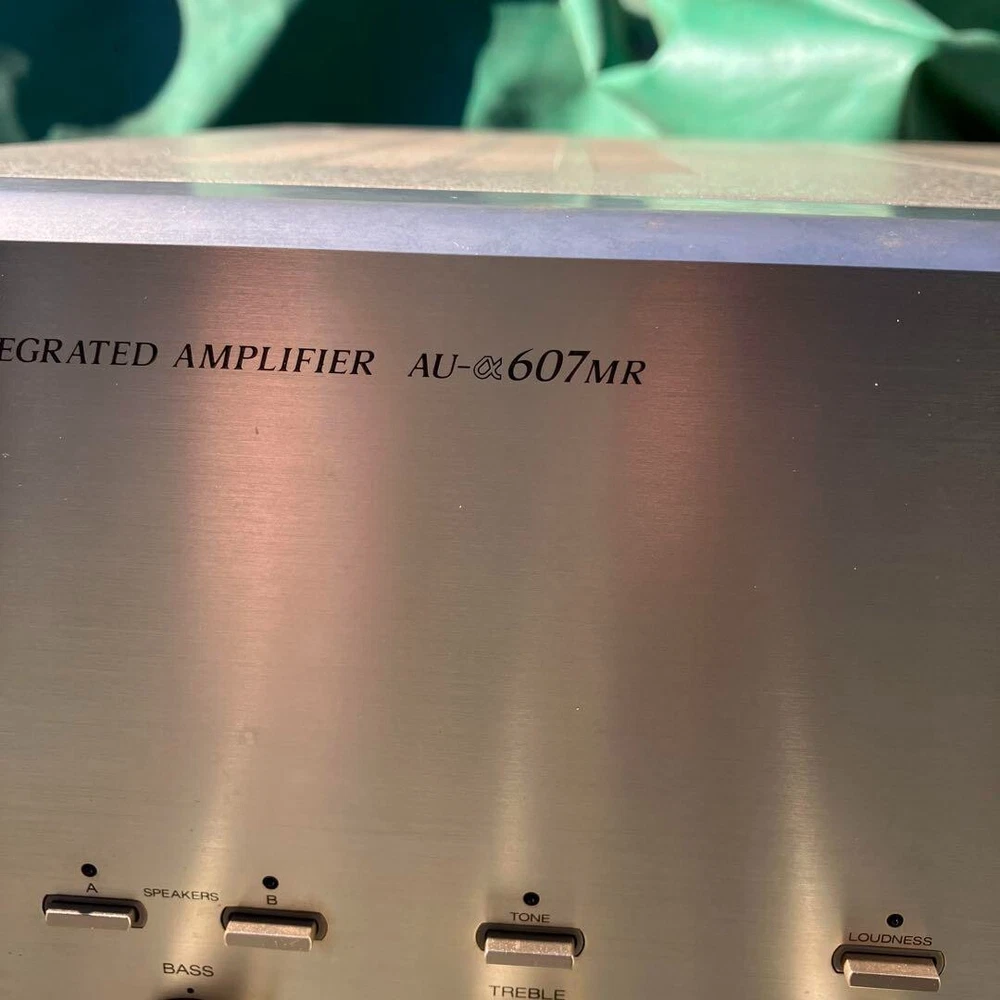 EGRATED AMPLIFIER AU-α607MR
A SPEAKERS B
TONE
LOUDNESS
BASS
TREBLE